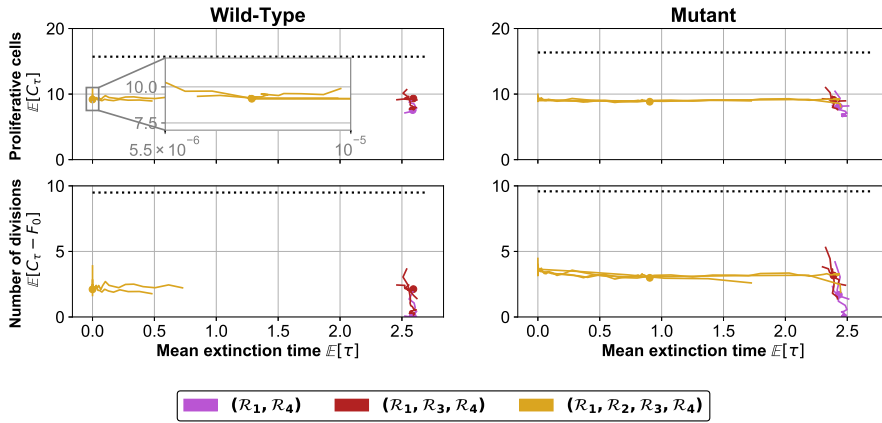 Wild-Type
Mutant
Proliferative cells
𝔼[C_τ]
20
10
0
10.0
7.5
5.5 × 10⁻⁶
10⁻⁵
20
10
0
Number of divisions
𝔼[C_τ − F₀]
10
5
0
0.0 0.5 1.0 1.5 2.0 2.5
Mean extinction time 𝔼[τ]
10
5
0
0.0 0.5 1.0 1.5 2.0 2.5
Mean extinction time 𝔼[τ]
(ℛ₁, ℛ₄) (ℛ₁, ℛ₃, ℛ₄) (ℛ₁, ℛ₂, ℛ₃, ℛ₄)